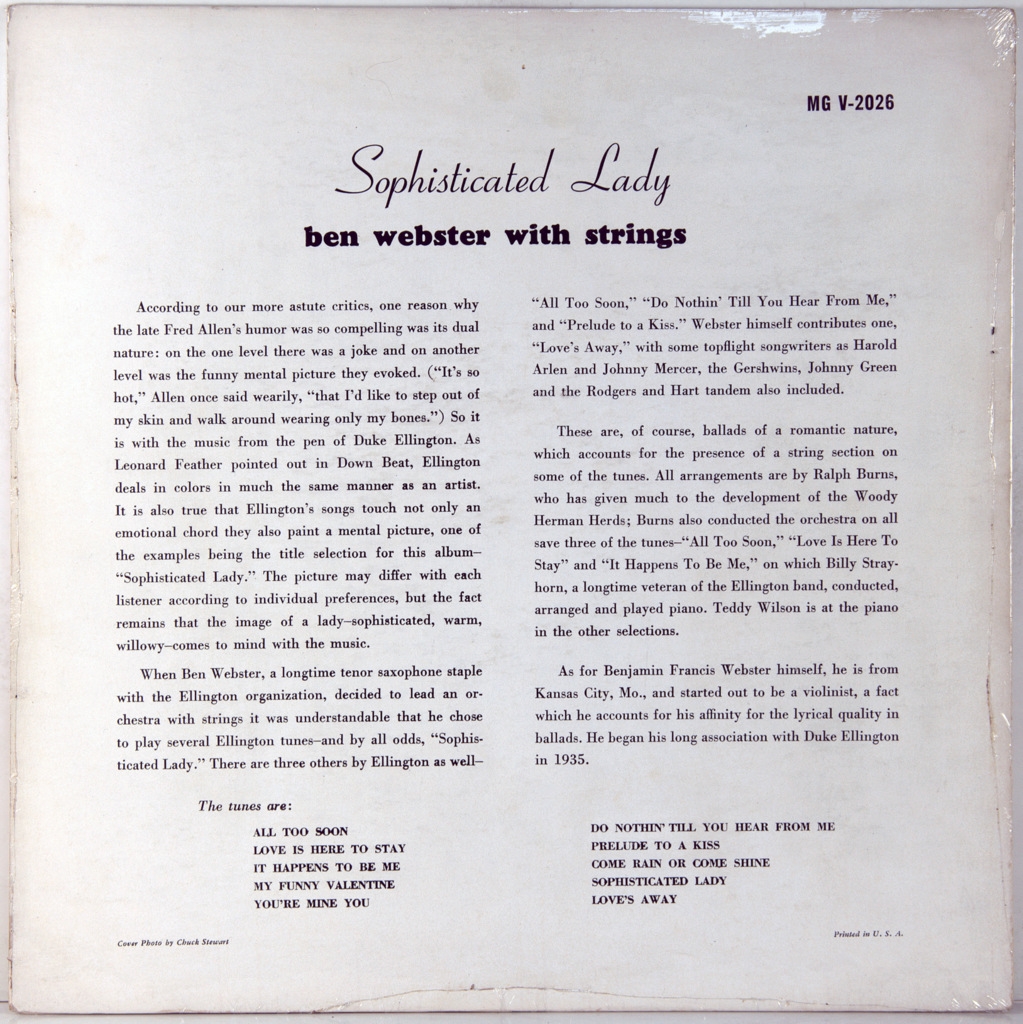 MG V-2026
Sophisticated Lady
ben webster with strings
According to our more astute critics, one reason why
the late Fred Allen's humor was so compelling was its dual
nature: on the one level there was a joke and on another
level was the funny mental picture they evoked. (“It's so
hot,” Allen once said wearily, “that I'd like to step out of
my skin and walk around wearing only my bones.”) So it
is with the music from the pen of Duke Ellington. As
Leonard Feather pointed out in Down Beat, Ellington
deals in colors in much the same manner as an artist.
It is also true that Ellington's songs touch not only an
emotional chord they also paint a mental picture, one of
the examples being the title selection for this album—
“Sophisticated Lady.” The picture may differ with each
listener according to individual preferences, but the fact
remains that the image of a lady—sophisticated, warm,
willowy—comes to mind with the music.
When Ben Webster, a longtime tenor saxophone staple
with the Ellington organization, decided to lead an or-
chestra with strings it was understandable that he chose
to play several Ellington tunes—and by all odds, “Sophis-
ticated Lady.” There are three others by Ellington as well—
“All Too Soon,” “Do Nothin' Till You Hear From Me,”
and “Prelude to a Kiss.” Webster himself contributes one,
“Love's Away,” with some topflight songwriters as Harold
Arlen and Johnny Mercer, the Gershwins, Johnny Green
and the Rodgers and Hart tandem also included.
These are, of course, ballads of a romantic nature,
which accounts for the presence of a string section on
some of the tunes. All arrangements are by Ralph Burns,
who has given much to the development of the Woody
Herman Herds; Burns also conducted the orchestra on all
save three of the tunes—“All Too Soon,” “Love Is Here To
Stay” and “It Happens To Be Me,” on which Billy Stray-
horn, a longtime veteran of the Ellington band, conducted,
arranged and played piano. Teddy Wilson is at the piano
in the other selections.
As for Benjamin Francis Webster himself, he is from
Kansas City, Mo., and started out to be a violinist, a fact
which he accounts for his affinity for the lyrical quality in
ballads. He began his long association with Duke Ellington
in 1935.
The tunes are:
ALL TOO SOON
LOVE IS HERE TO STAY
IT HAPPENS TO BE ME
MY FUNNY VALENTINE
YOU'RE MINE YOU
DO NOTHIN' TILL YOU HEAR FROM ME
PRELUDE TO A KISS
COME RAIN OR COME SHINE
SOPHISTICATED LADY
LOVE'S AWAY
Cover Photo by Chuck Stewart
Printed in U. S. A.